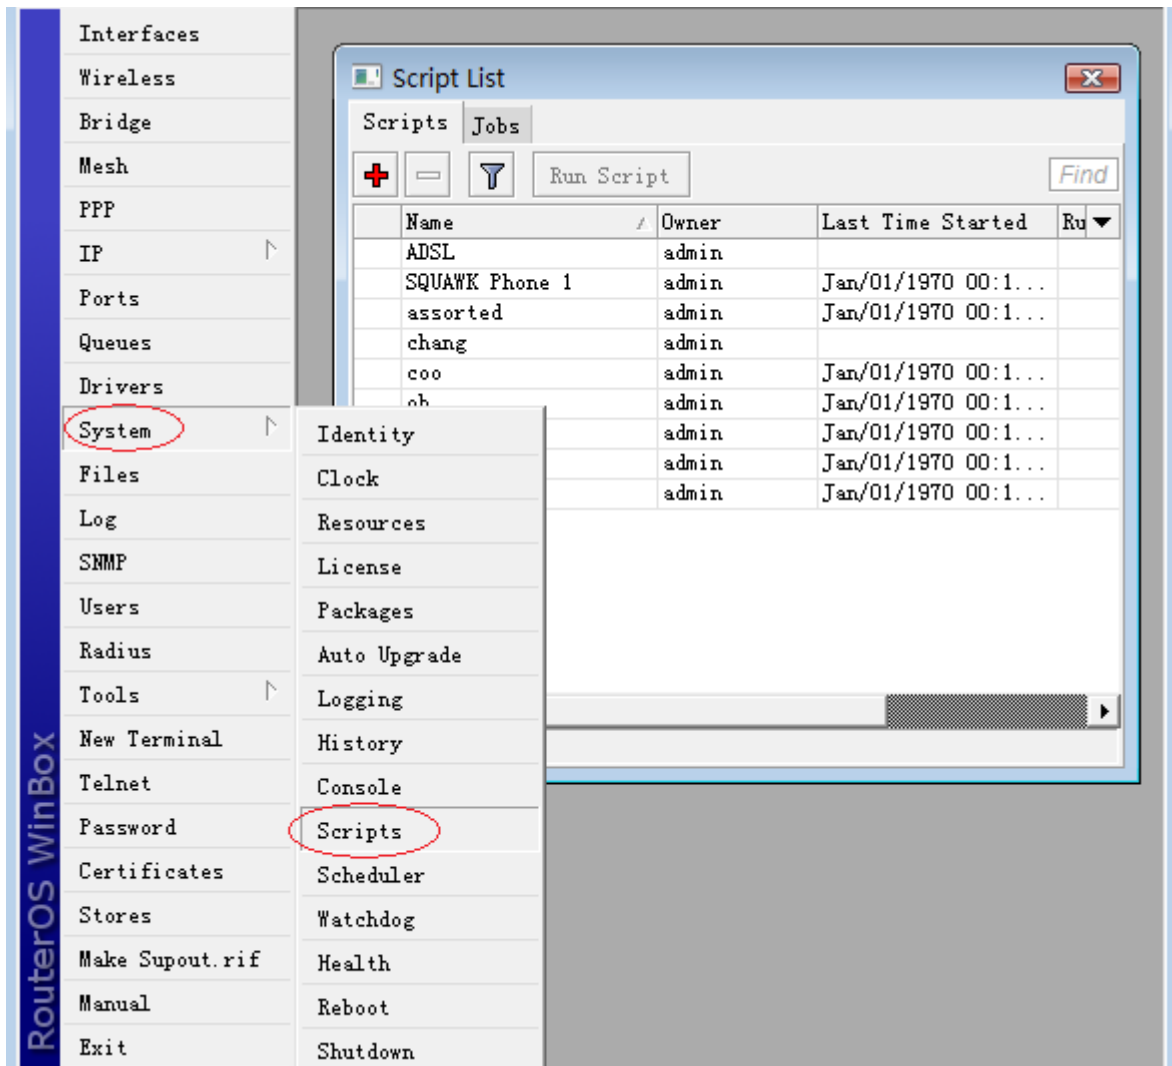 RouterOS WinBox
Interfaces
Wireless
Bridge
Mesh
PPP
IP
Ports
Queues
Drivers
System
Files
Log
SNMP
Users
Radius
Tools
New Terminal
Telnet
Password
Certificates
Stores
Make Supout.rif
Manual
Exit
Identity
Clock
Resources
License
Packages
Auto Upgrade
Logging
History
Console
Scripts
Scheduler
Watchdog
Health
Reboot
Shutdown
Script List
Scripts Jobs
Run Script Find
Name Owner Last Time Started Ru
ADSL admin
SQUAWK Phone 1 admin Jan/01/1970 00:1...
assorted admin Jan/01/1970 00:1...
chang admin
coo admin Jan/01/1970 00:1...
admin Jan/01/1970 00:1...
admin Jan/01/1970 00:1...
admin Jan/01/1970 00:1...
admin Jan/01/1970 00:1...